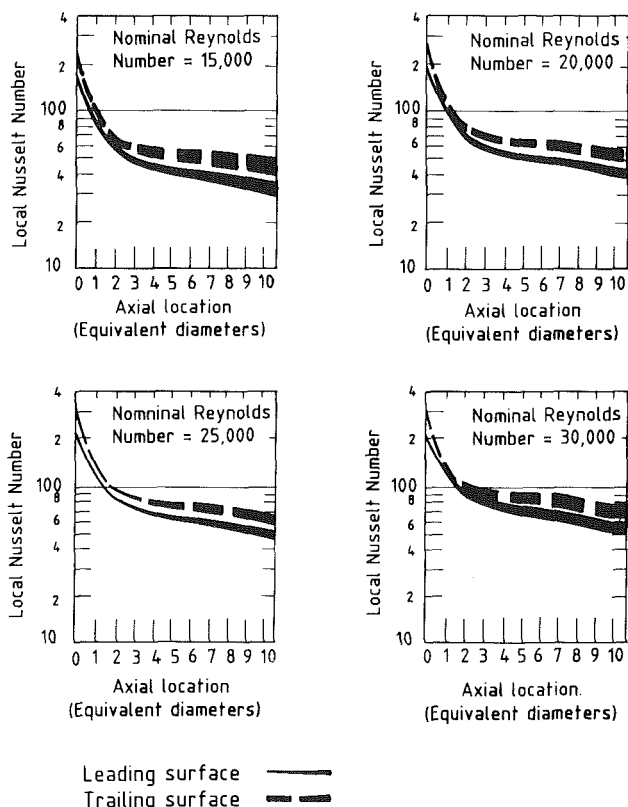 4
Nominal Reynolds
2
Number = 15,000
100
8
6
4
2
10
Local Nusselt Number
0 1 2 3 4 5 6 7 8 9 10
Axial location
(Equivalent diameters)
4
Nominal Reynolds
2
Number = 20,000
100
8
6
4
2
10
Local Nusselt Number
0 1 2 3 4 5 6 7 8 9 10
Axial location
(Equivalent diameters)
4
Nomninal Reynolds
2
Number = 25,000
100
8
6
4
2
10
Local Nusselt Number
0 1 2 3 4 5 6 7 8 9 10
Axial location
(Equivalent diameters)
4
Nominal Reynolds
2
Number = 30,000
100
8
6
4
2
10
Local Nusselt Number
0 1 2 3 4 5 6 7 8 9 10
Axial location.
(Equivalent diameters)
Leading surface
Trailing surface